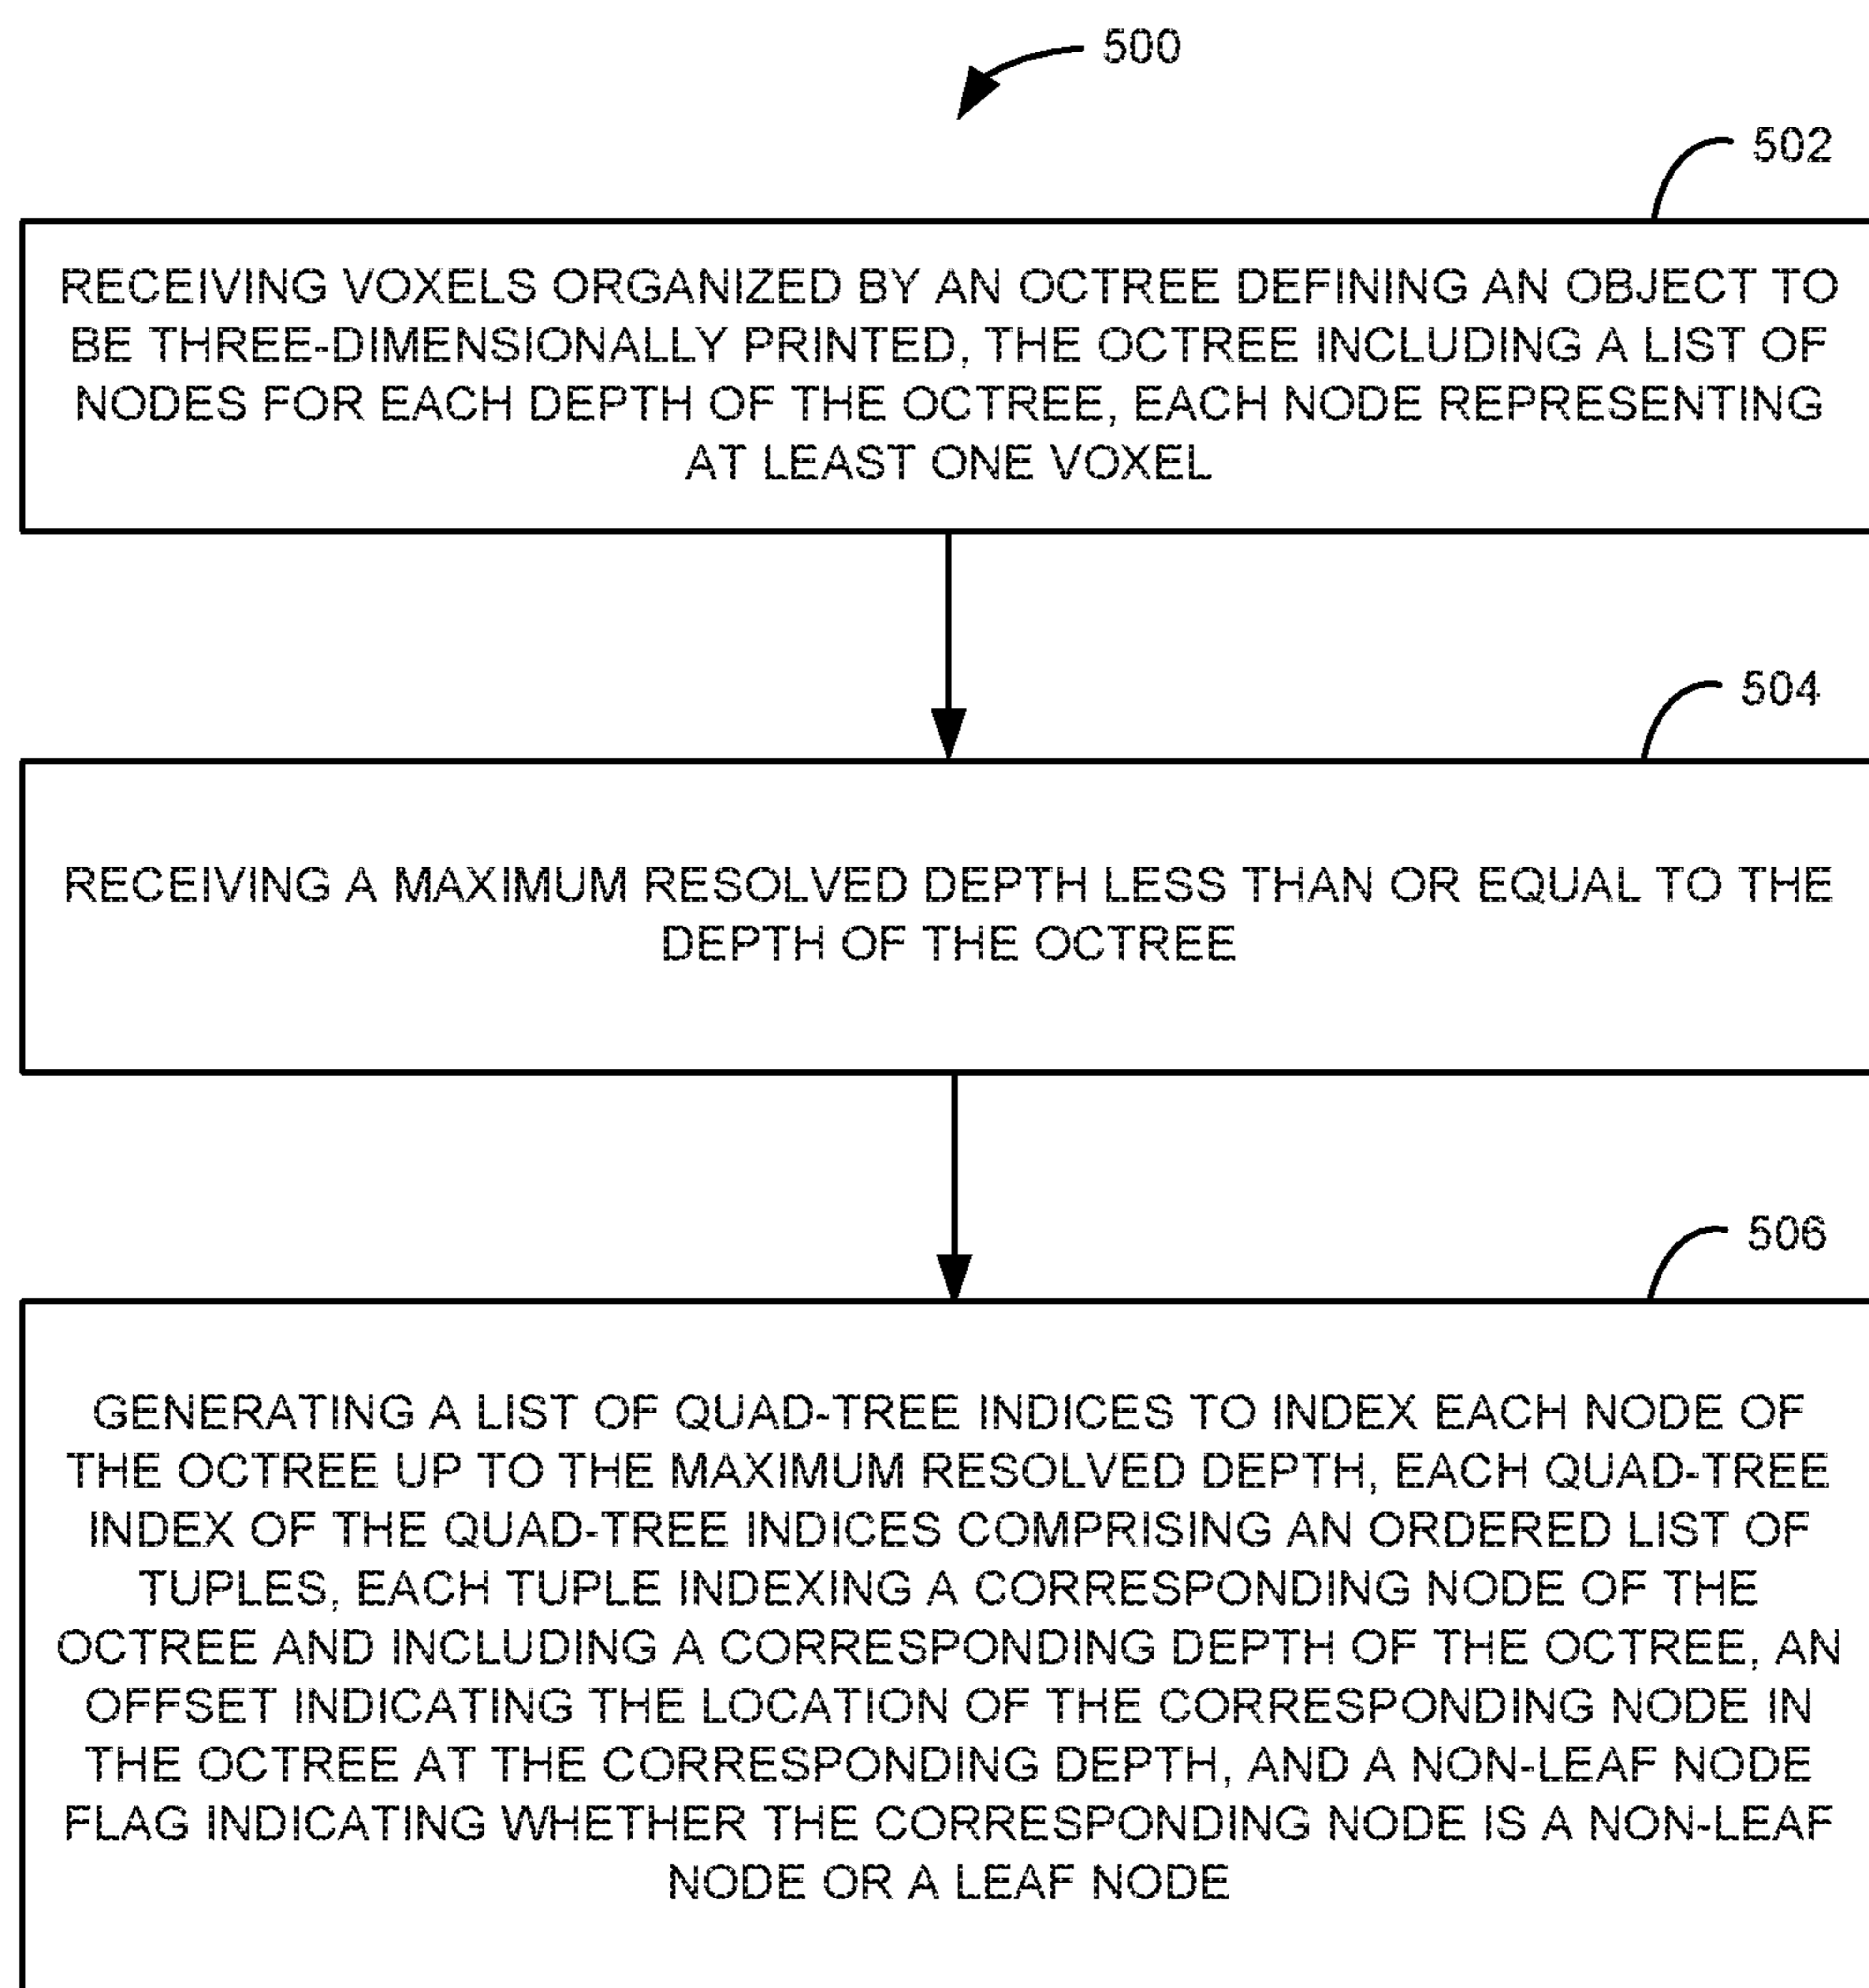 500
502
RECEIVING VOXELS ORGANIZED BY AN OCTREE DEFINING AN OBJECT TO
BE THREE-DIMENSIONALLY PRINTED, THE OCTREE INCLUDING A LIST OF
NODES FOR EACH DEPTH OF THE OCTREE, EACH NODE REPRESENTING
AT LEAST ONE VOXEL
504
RECEIVING A MAXIMUM RESOLVED DEPTH LESS THAN OR EQUAL TO THE
DEPTH OF THE OCTREE
506
GENERATING A LIST OF QUAD-TREE INDICES TO INDEX EACH NODE OF
THE OCTREE UP TO THE MAXIMUM RESOLVED DEPTH, EACH QUAD-TREE
INDEX OF THE QUAD-TREE INDICES COMPRISING AN ORDERED LIST OF
TUPLES, EACH TUPLE INDEXING A CORRESPONDING NODE OF THE
OCTREE AND INCLUDING A CORRESPONDING DEPTH OF THE OCTREE, AN
OFFSET INDICATING THE LOCATION OF THE CORRESPONDING NODE IN
THE OCTREE AT THE CORRESPONDING DEPTH, AND A NON-LEAF NODE
FLAG INDICATING WHETHER THE CORRESPONDING NODE IS A NON-LEAF
NODE OR A LEAF NODE